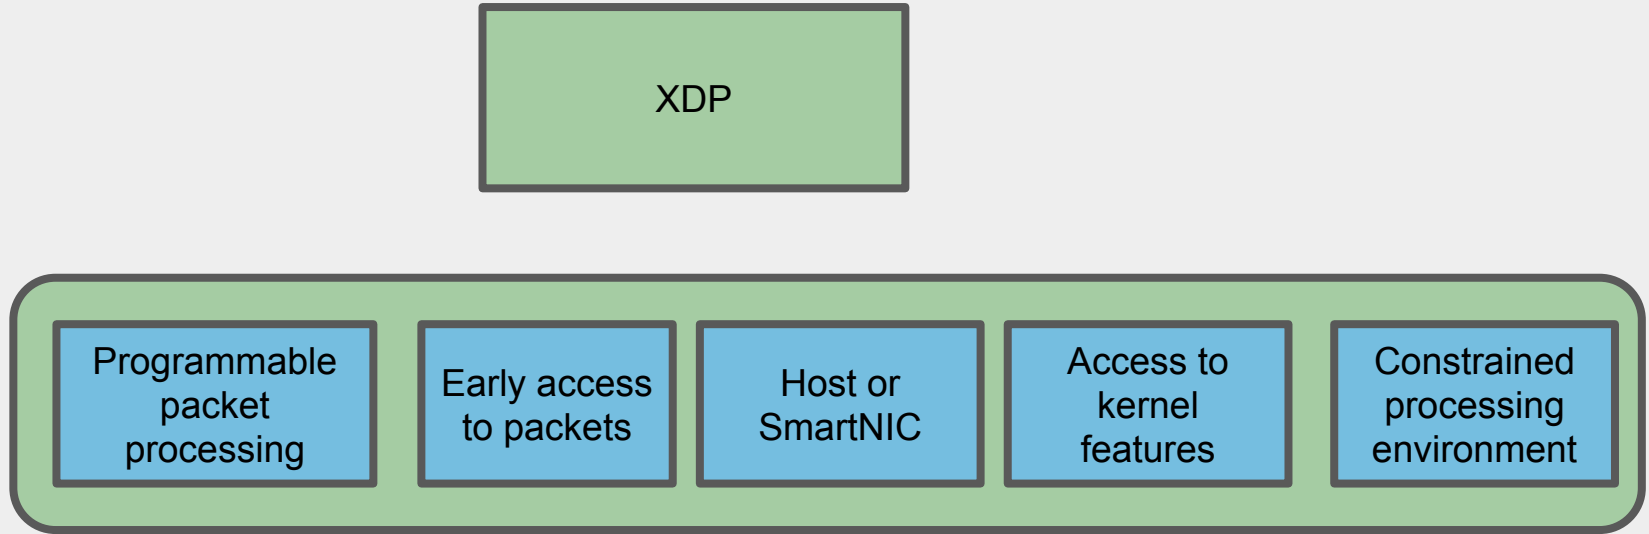 XDP
Programmable
packet
processing
Early access
to packets
Host or
SmartNIC
Access to
kernel
features
Constrained
processing
environment